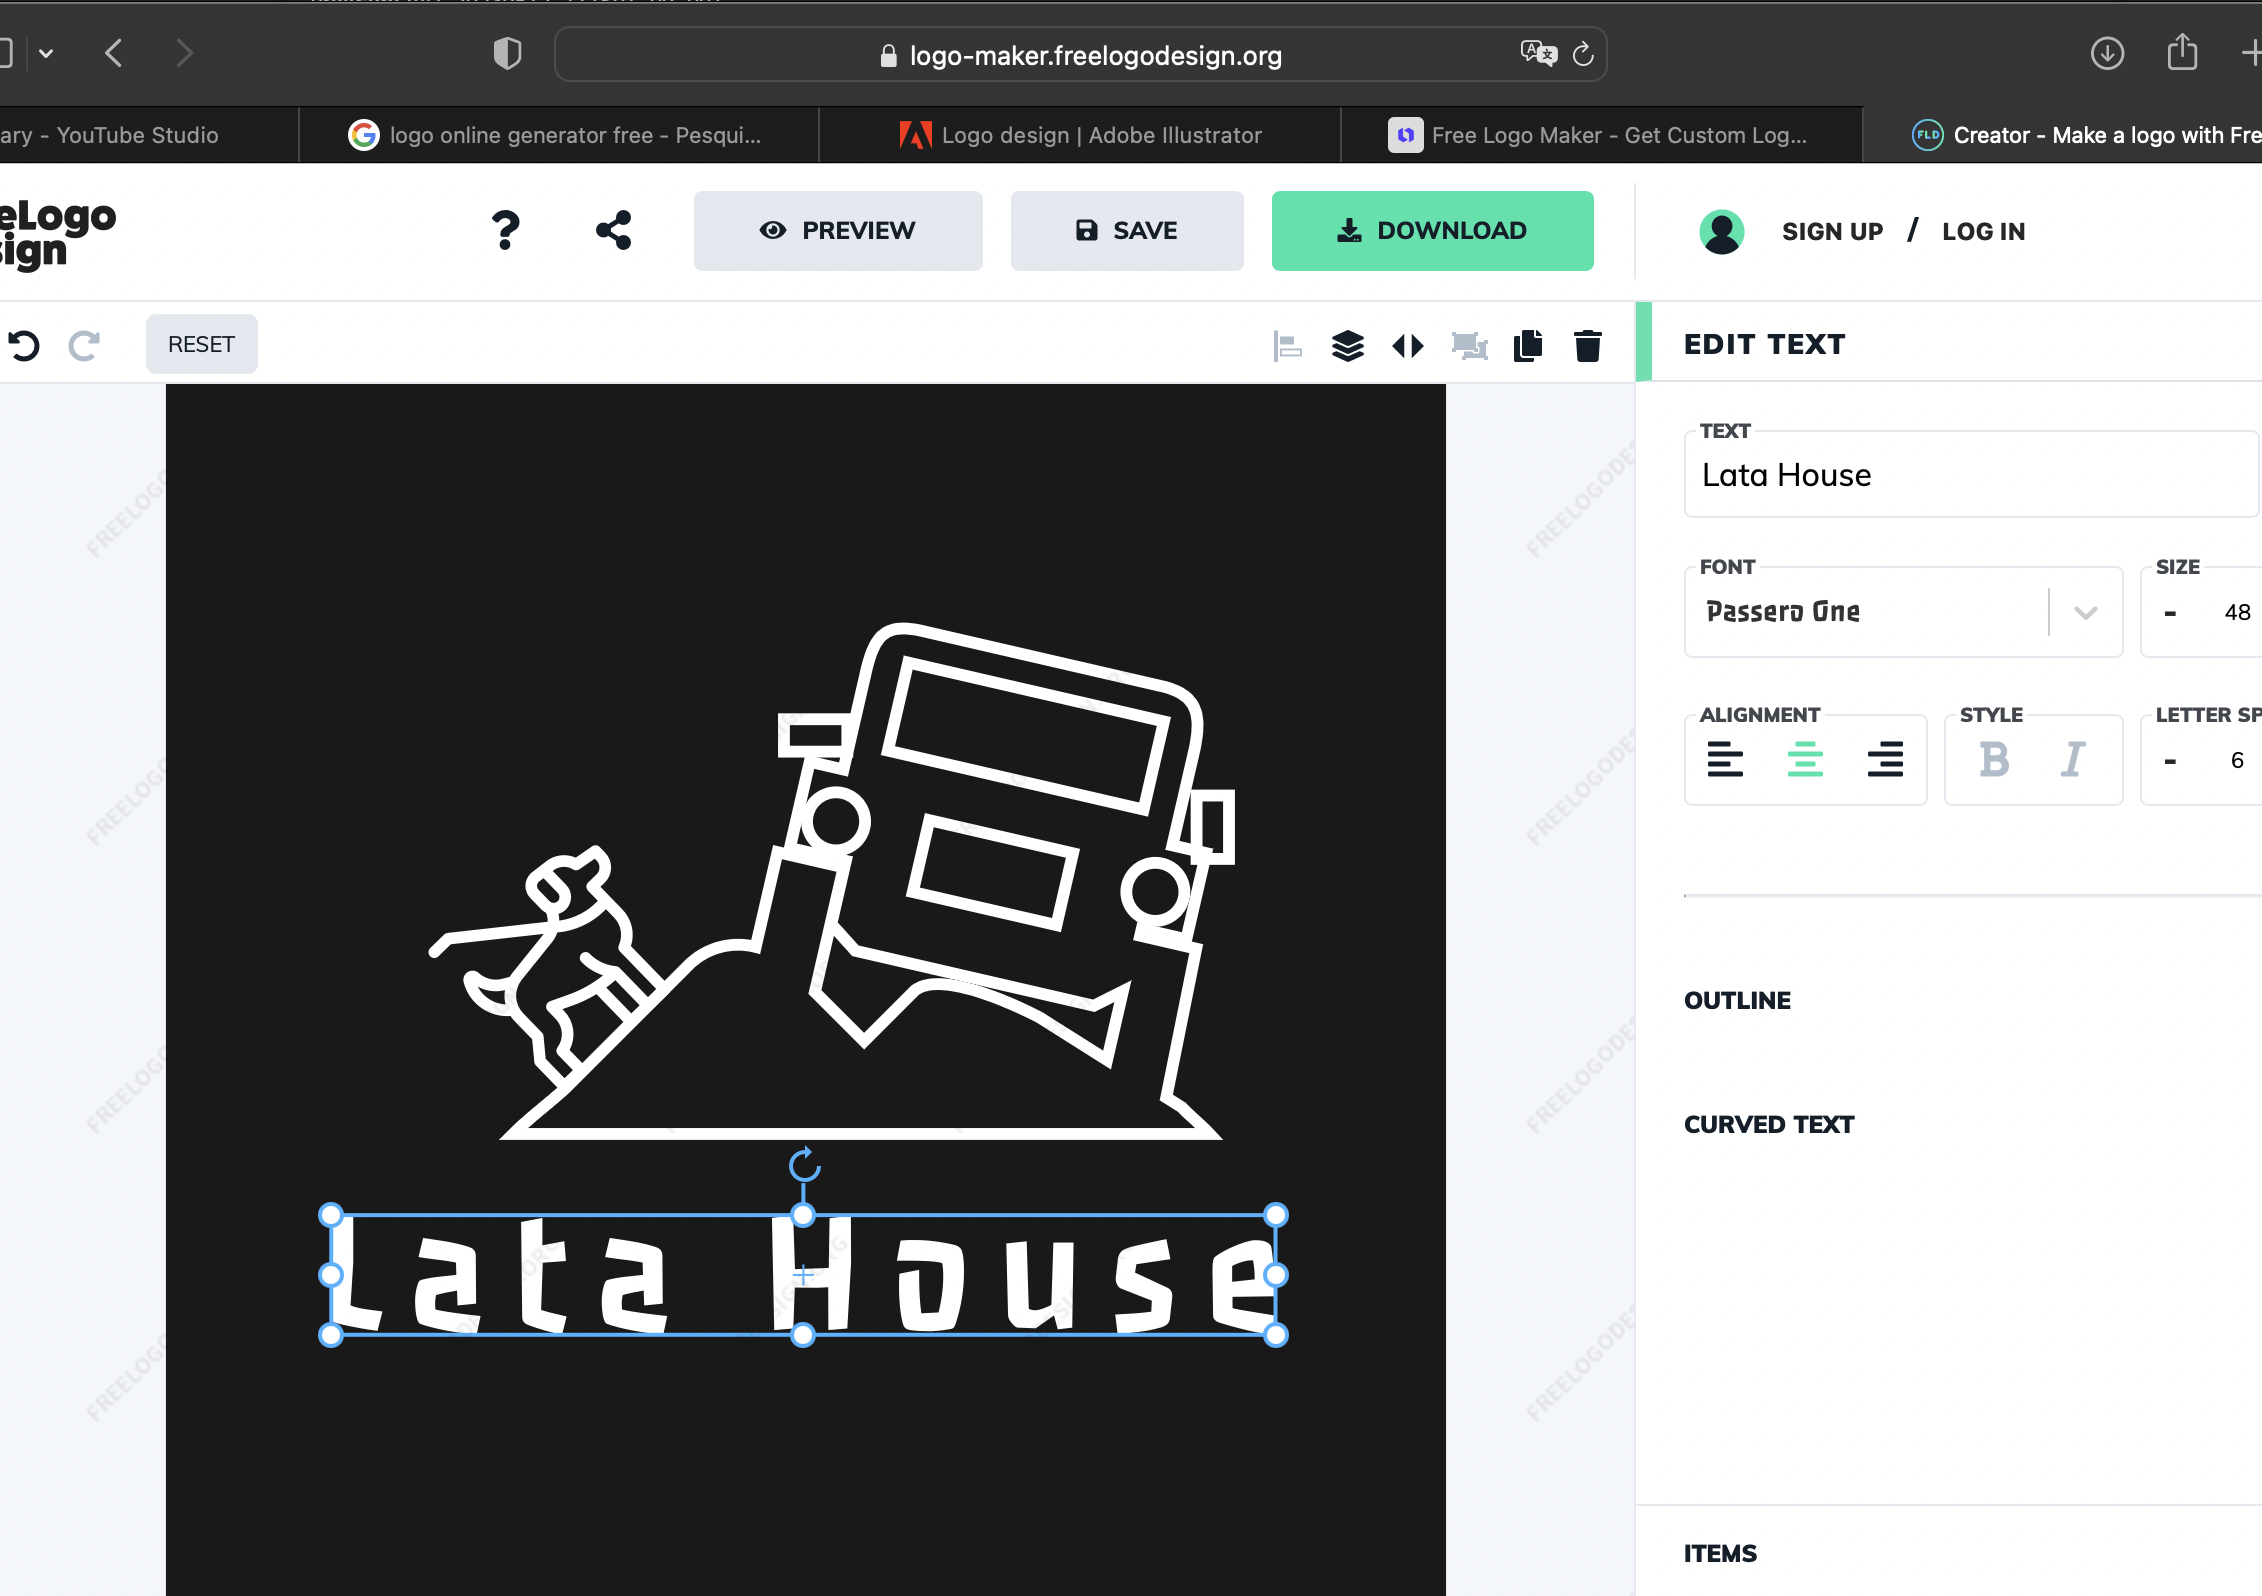 logo-maker.freelogodesign.org
ary - YouTube Studio
logo online generator free - Pesqui...
Logo design | Adobe Illustrator
Free Logo Maker - Get Custom Log...
FLD
Creator - Make a logo with Fre
eLogo
sign
?
PREVIEW
SAVE
DOWNLOAD
SIGN UP / LOG IN
RESET
EDIT TEXT
TEXT
Lata House
FONT
Passero One
SIZE
- 48
ALIGNMENT
STYLE
B I
LETTER SP
- 6
OUTLINE
CURVED TEXT
Lata House
ITEMS